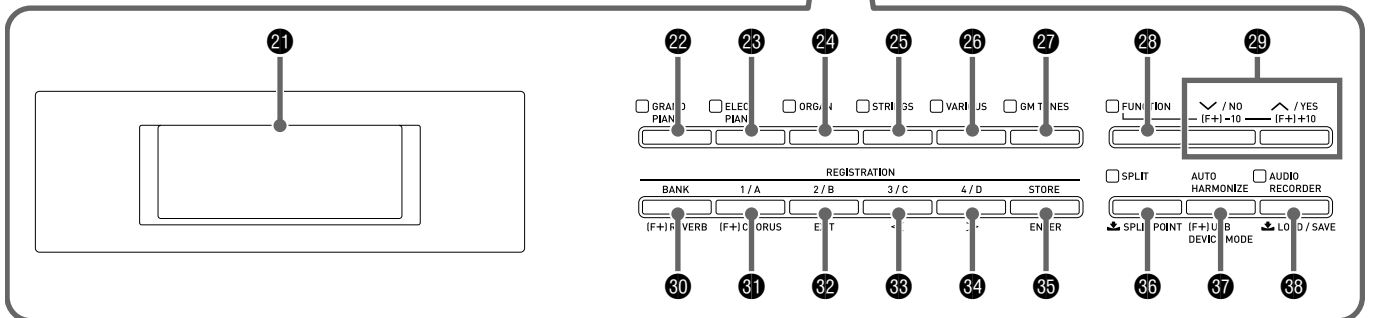 21 22 23 24 25 26 27 28 29
GRAND PIANO
ELEC PIANO
ORGAN
STRINGS
VARIOUS
GM TONES
FUNCTION
/ NO
(F+) −10
/ YES
(F+) +10
REGISTRATION
BANK
1 / A
2 / B
3 / C
4 / D
STORE
SPLIT
AUTO HARMONIZE
AUDIO RECORDER
(F+) REVERB
(F+) CHORUS
EXIT
ENTER
SPLIT POINT
(F+) USB DEVICE MODE
LOAD / SAVE
30 31 32 33 34 35 36 37 38